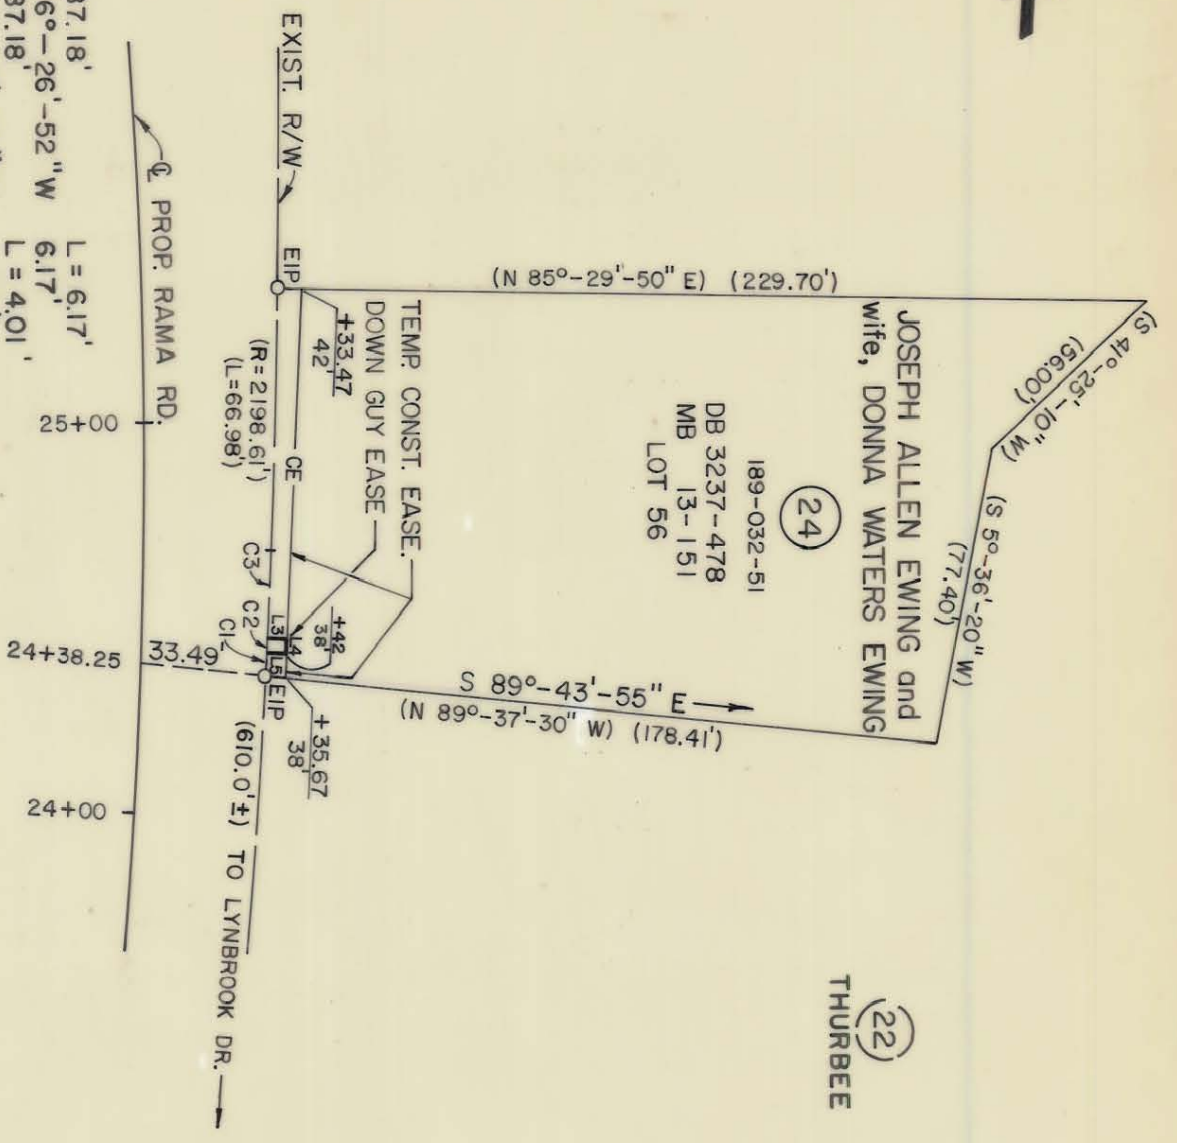 37.18' L = 6.17'
6°-26'-52"W 6.17'
37.18' L = 4.01'
EXIST. R/W
℄ PROP. RAMA RD.
EIP
(N 85°-29'-50" E) (229.70')
(S 41°-25'-10" W)
(56.00')
(S 5°-36'-20" W)
(77.40')
JOSEPH ALLEN EWING and
wife, DONNA WATERS EWING
24
189-032-51
DB 3237-478
MB 13-151
LOT 56
TEMP. CONST. EASE.
DOWN GUY EASE
+33.47
42'
(R=2198.61')
(L=66.98')
CE
25+00
C3
C2
C1
L3
L4
L5
+42
38'
24+38.25
33.49
EIP
S 89°-43'-55" E
(N 89°-37'-30" W) (178.41')
+35.67
38'
(610.0'±) TO LYNBROOK DR.
24+00
(22)
THURBEE